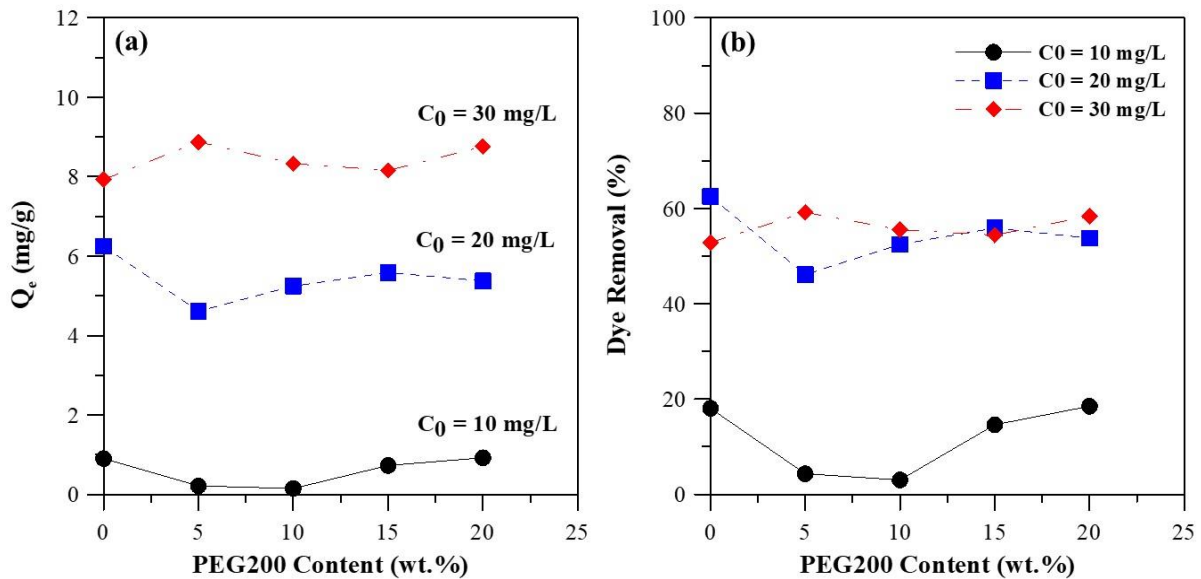 (a)
12
10
8
6
4
2
0
Qe (mg/g)
C0 = 30 mg/L
C0 = 20 mg/L
C0 = 10 mg/L
0 5 10 15 20 25
PEG200 Content (wt.%)
(b)
100
80
60
40
20
0
Dye Removal (%)
C0 = 10 mg/L
C0 = 20 mg/L
C0 = 30 mg/L
0 5 10 15 20 25
PEG200 Content (wt.%)